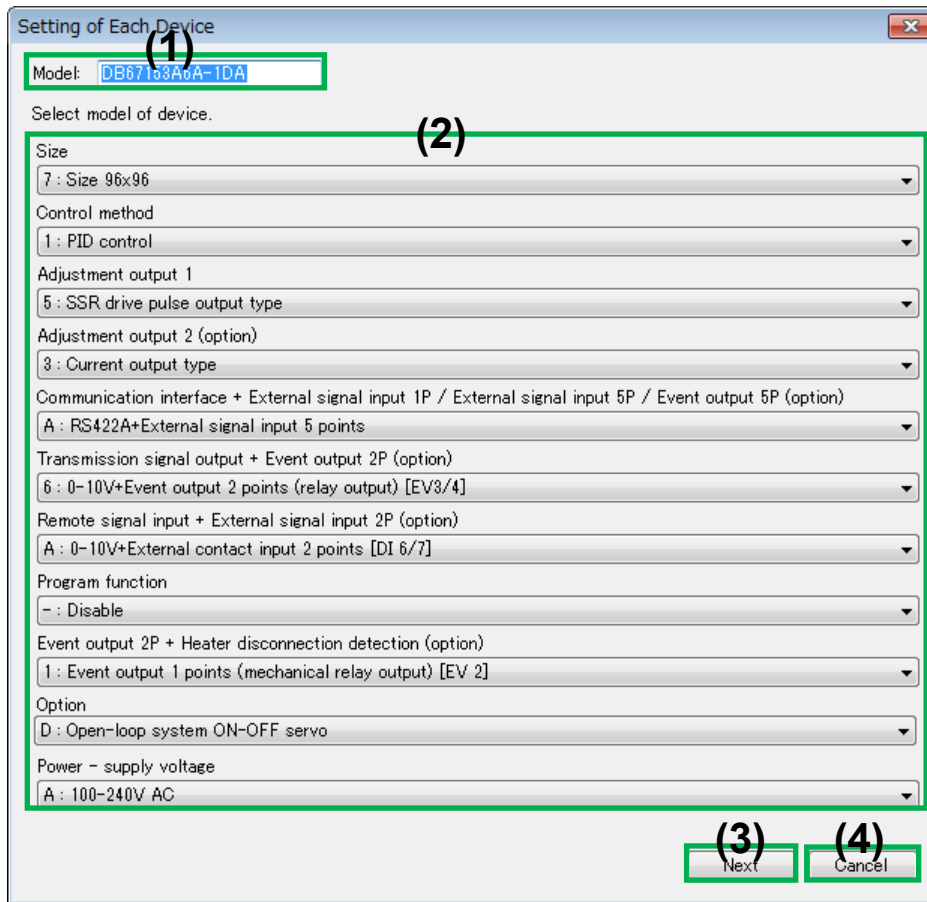 Setting of Each Device
(1)
Model: DB67153A6A-1DA
Select model of device.
(2)
Size
7 : Size 96x96
Control method
1 : PID control
Adjustment output 1
5 : SSR drive pulse output type
Adjustment output 2 (option)
3 : Current output type
Communication interface + External signal input 1P / External signal input 5P / Event output 5P (option)
A : RS422A+External signal input 5 points
Transmission signal output + Event output 2P (option)
6 : 0-10V+Event output 2 points (relay output) [EV3/4]
Remote signal input + External signal input 2P (option)
A : 0-10V+External contact input 2 points [DI 6/7]
Program function
- : Disable
Event output 2P + Heater disconnection detection (option)
1 : Event output 1 points (mechanical relay output) [EV 2]
Option
D : Open-loop system ON-OFF servo
Power - supply voltage
A : 100-240V AC
(3) (4)
Next Cancel